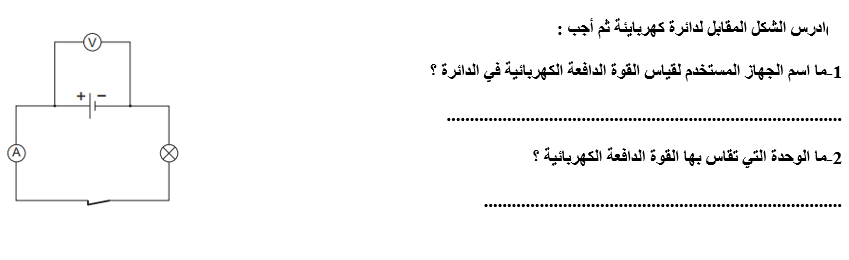 ادرس الشكل المقابل لدائرة كهربايئة ثم أجب :
1-ما اسم الجهاز المستخدم لقياس القوة الدافعة الكهربائية في الدائرة ؟
....................................................................................
2-ما الوحدة التي تقاس بها القوة الدافعة الكهربائية ؟
............................................................................
V
+ −
A